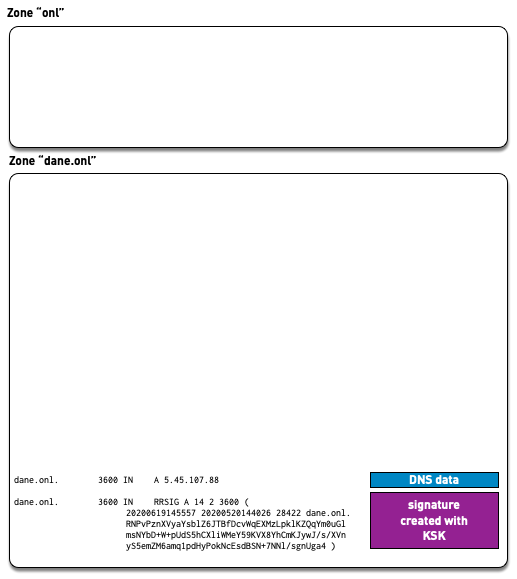 Zone “onl”
Zone “dane.onl”
dane.onl. 3600 IN A 5.45.107.88
DNS data
dane.onl. 3600 IN RRSIG A 14 2 3600 (
20200619145557 20200520144026 28422 dane.onl.
RNPvPznXVyaYsblZ6JTBfDcvWqEXMzLpklKZQqYm0uGl
msNYbD+W+pUdS5hCXliWMeY59KVX8YhCmKJywJ/s/XVn
yS5emZM6amq1pdHyPokNcEsdBSN+7NNl/sgnUga4 )
signature
created with
KSK